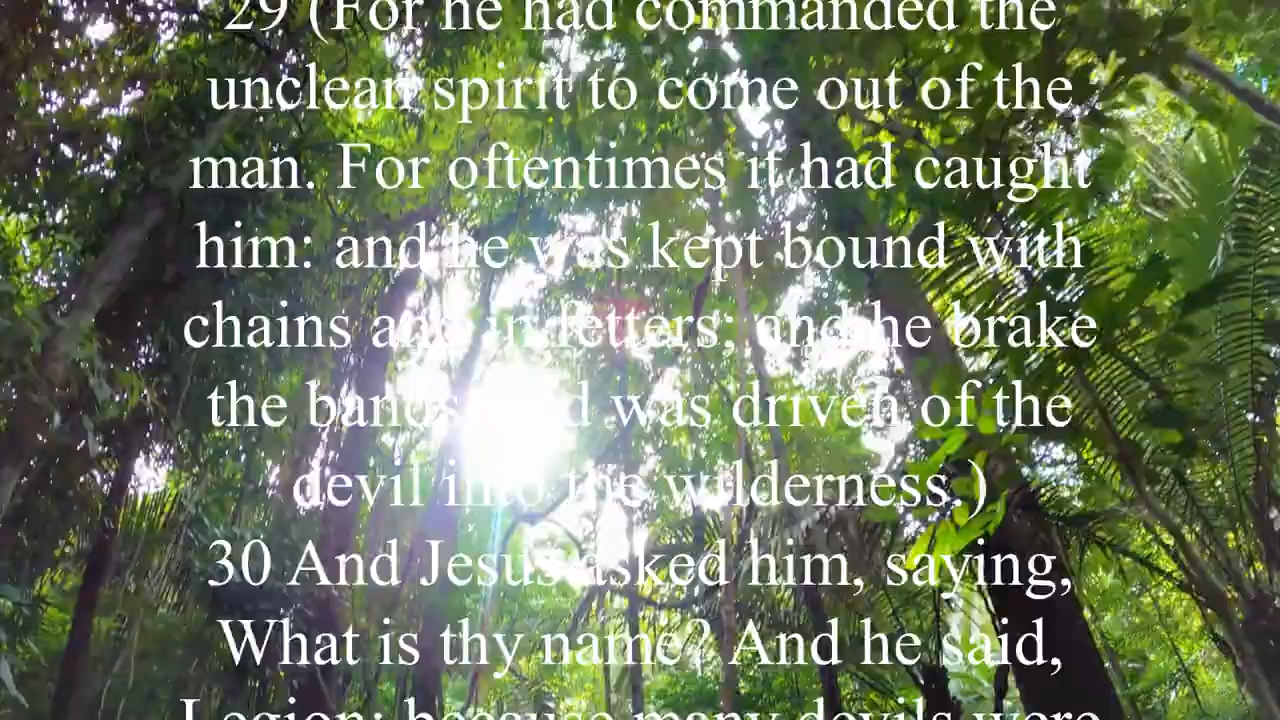 29 (For he had commanded the
unclean spirit to come out of the
man. For oftentimes it had caught
him: and he was kept bound with
chains and in fetters; and he brake
the bands, and was driven of the
devil into the wilderness.)
30 And Jesus asked him, saying,
What is thy name? And he said,
Legion: because many devils were